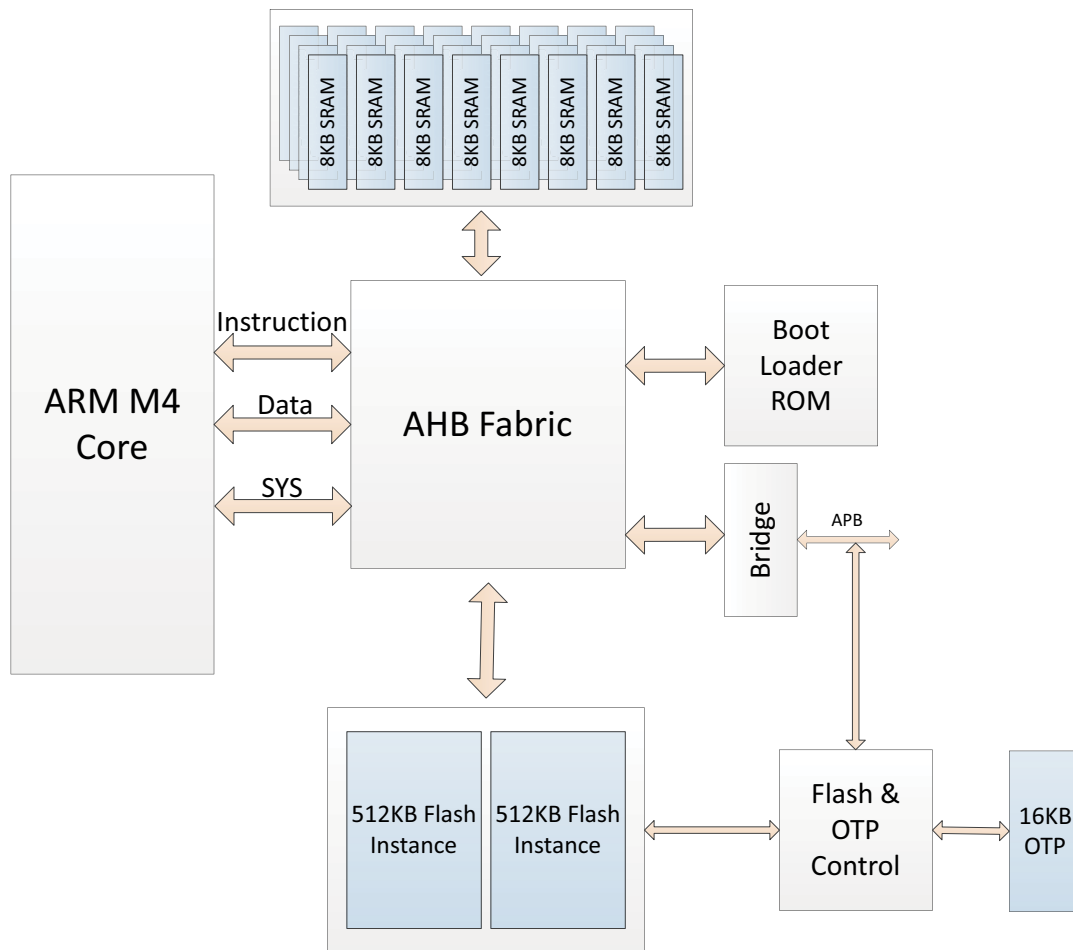 8KB SRAM
8KB SRAM
8KB SRAM
8KB SRAM
8KB SRAM
8KB SRAM
8KB SRAM
8KB SRAM
ARM M4
Core
Instruction
Data
SYS
AHB Fabric
Boot
Loader
ROM
Bridge
APB
512KB Flash
Instance
512KB Flash
Instance
Flash &
OTP
Control
16KB
OTP